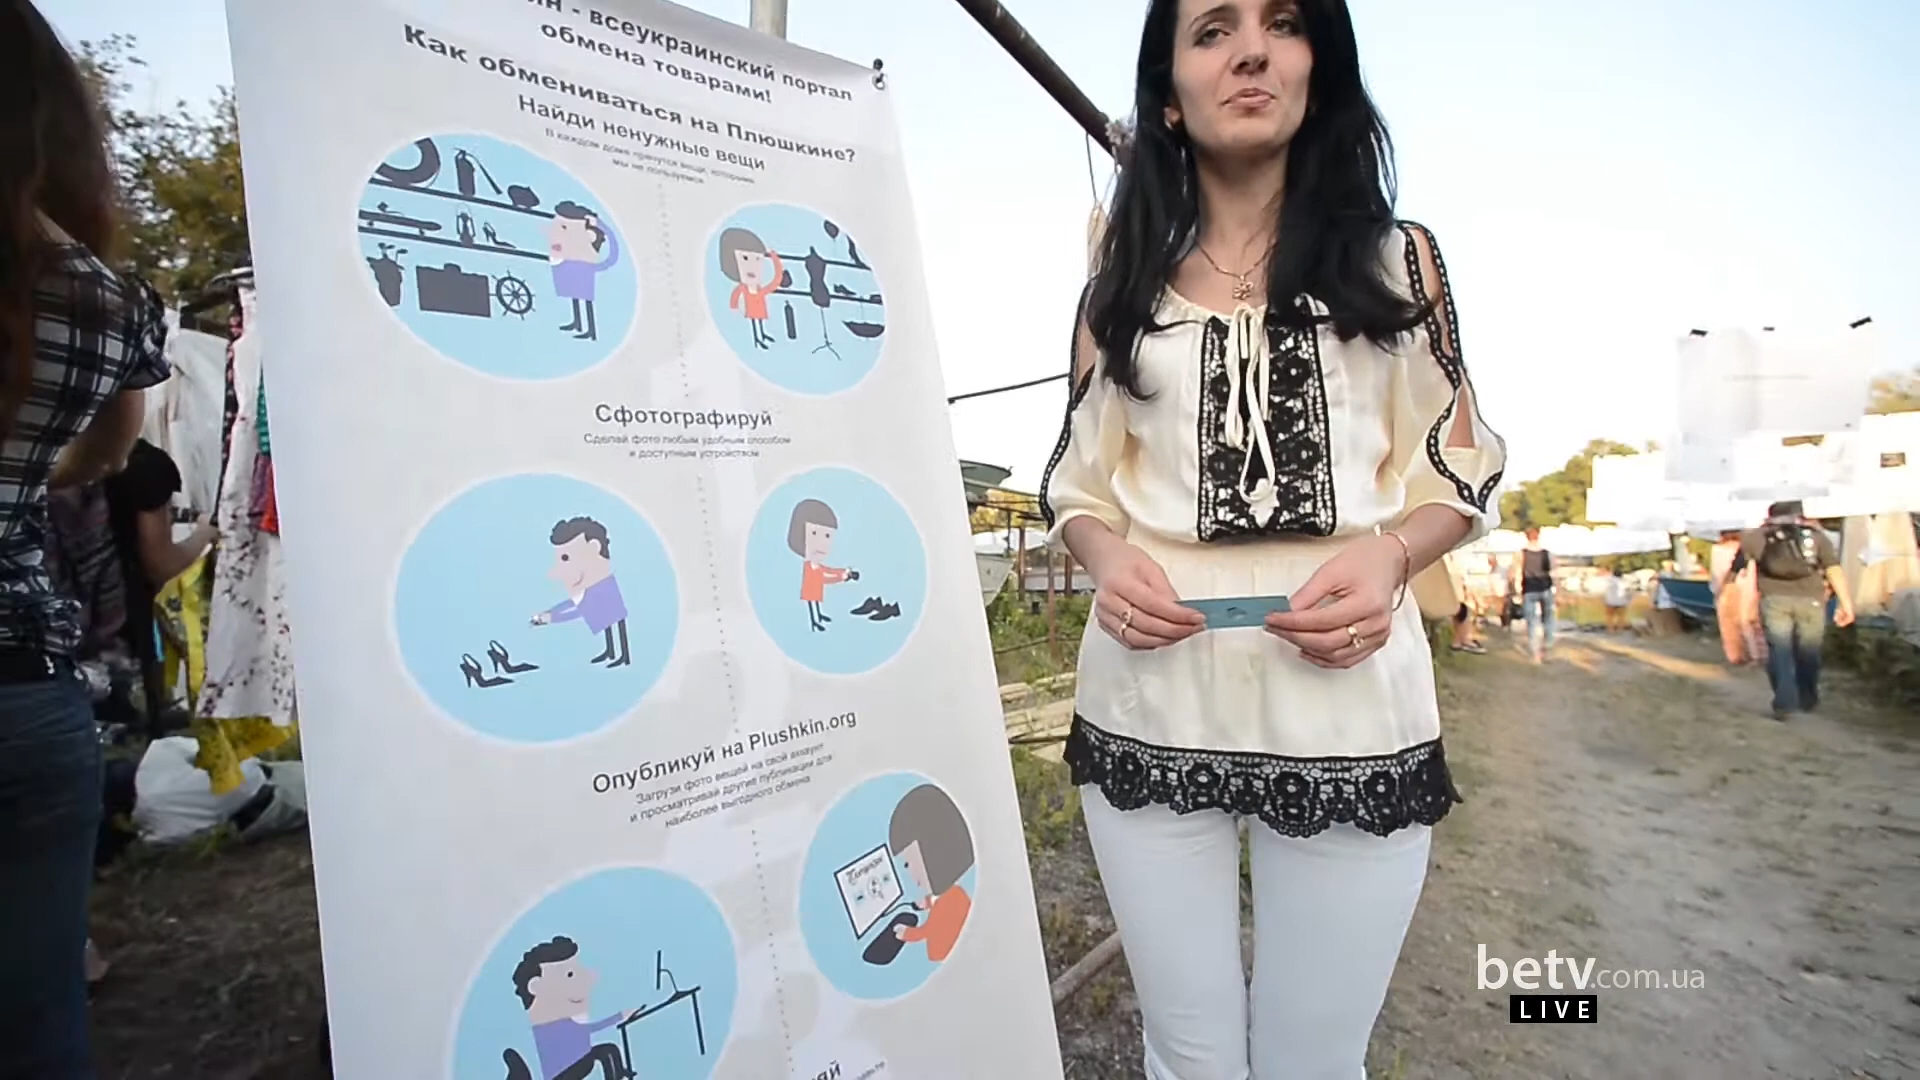 ин - всеукраинский портал
обмена товарами!
Как обмениваться на Плюшкине?
Найди ненужные вещи
В каждом доме прячутся вещи, которыми
мы не пользуемся
Сфотографируй
Сделай фото любым удобным способом
и доступным устройством
Опубликуй на Plushkin.org
Загрузи фото вещей на свой аккаунт
и просматривай другие публикации для
наиболее выгодного обмена
betv.com.ua
LIVE